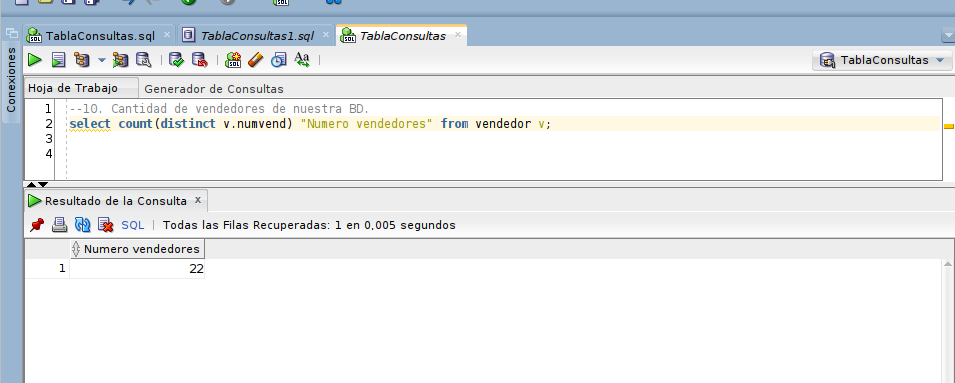 TablaConsultas.sql TablaConsultas1.sql TablaConsultas
TablaConsultas
Conexiones
Hoja de Trabajo Generador de Consultas
1 --10. Cantidad de vendedores de nuestra BD.
2 select count(distinct v.numvend) "Numero vendedores" from vendedor v;
3
4
Resultado de la Consulta x
SQL | Todas las Filas Recuperadas: 1 en 0,005 segundos
Numero vendedores
1 22